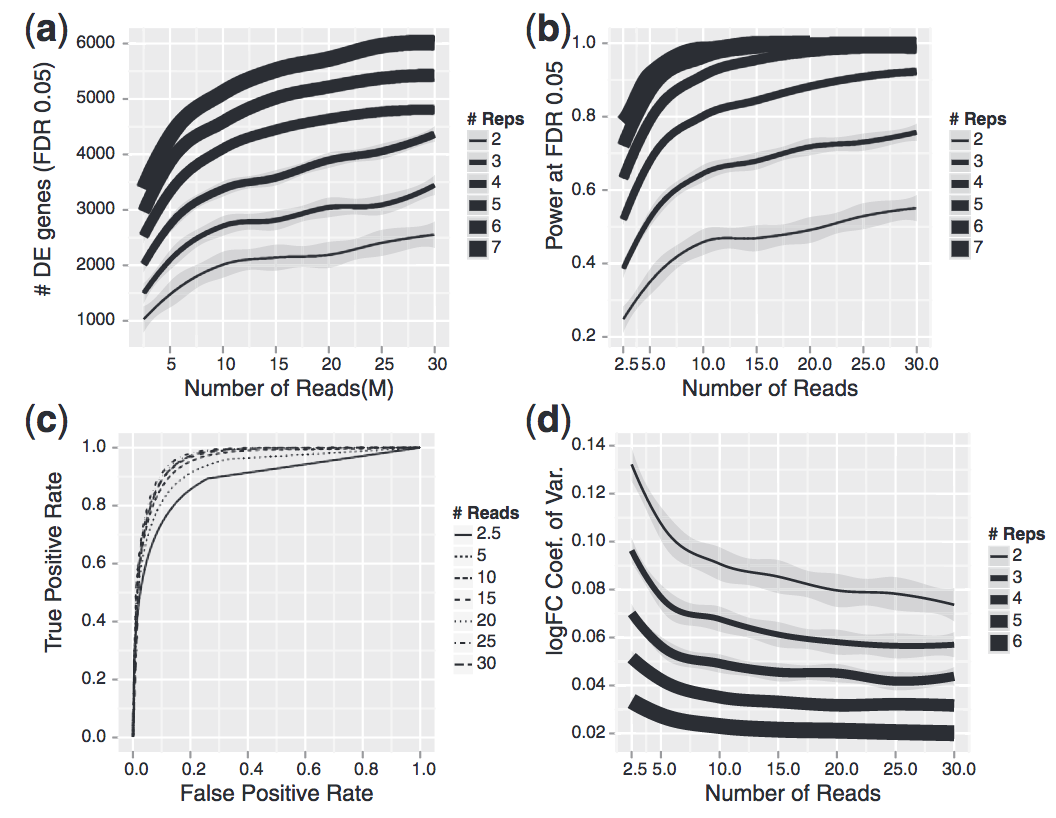 (a)
# DE genes (FDR 0.05)
6000
5000
4000
3000
2000
1000
5 10 15 20 25 30
Number of Reads(M)
# Reps
2
3
4
5
6
7
(b)
Power at FDR 0.05
1.0
0.8
0.6
0.4
0.2
2.5 5.0 10.0 15.0 20.0 25.0 30.0
Number of Reads
# Reps
2
3
4
5
6
7
(c)
True Positive Rate
1.0
0.8
0.6
0.4
0.2
0.0
0.0 0.2 0.4 0.6 0.8 1.0
False Positive Rate
# Reads
2.5
5
10
15
20
25
30
(d)
logFC Coef. of Var.
0.14
0.12
0.10
0.08
0.06
0.04
0.02
2.5 5.0 10.0 15.0 20.0 25.0 30.0
Number of Reads
# Reps
2
3
4
5
6